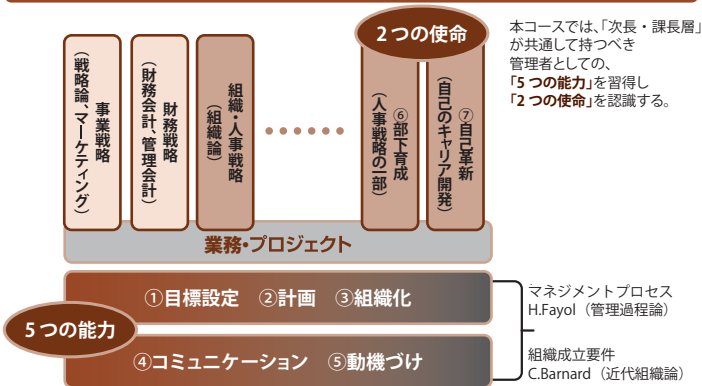 2つの使命
本コースでは、「次長・課長層」
が共通して持つべき
管理者としての、
「5つの能力」を習得し
「2つの使命」を認識する。
事業戦略
（戦略論、マーケティング）
財務戦略
（財務会計、管理会計）
組織・人事戦略
（組織論）
⑥部下育成
（人事戦略の一部）
⑦自己革新
（自己のキャリア開発）
業務・プロジェクト
5つの能力
①目標設定 ②計画 ③組織化
④コミュニケーション ⑤動機づけ
マネジメントプロセス
H.Fayol（管理過程論）
組織成立要件
C.Barnard（近代組織論）